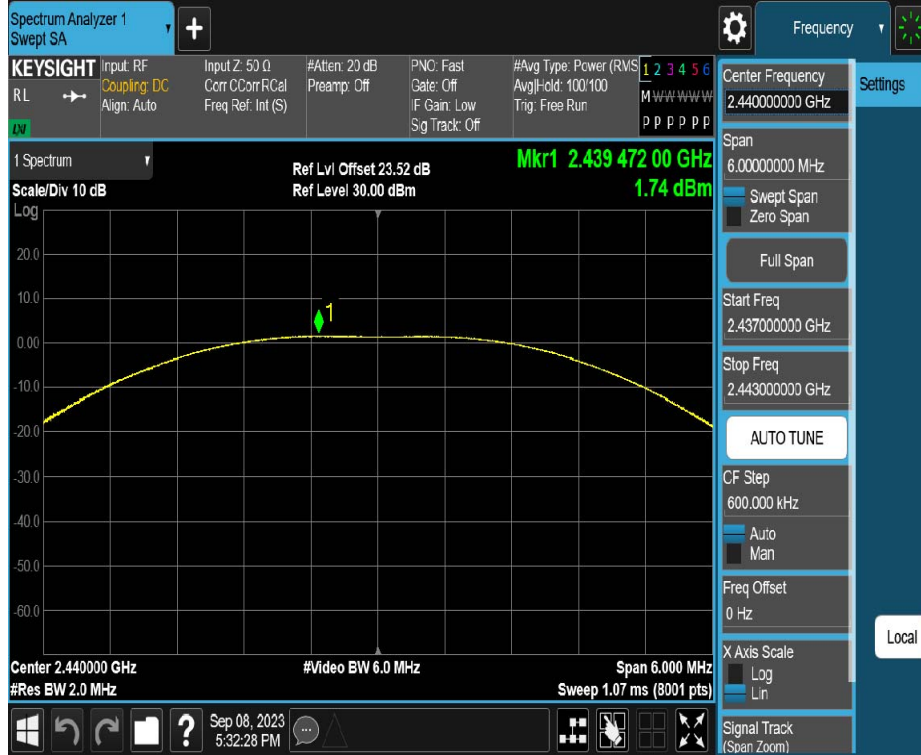 Spectrum Analyzer 1
Swept SA
Frequency
KEYSIGHT
RL
LXI
Input: RF
Coupling: DC
Align: Auto
Input Z: 50 Ω
Corr CCorr RCal
Freq Ref: Int (S)
#Atten: 20 dB
Preamp: Off
PNO: Fast
Gate: Off
IF Gain: Low
Sig Track: Off
#Avg Type: Power (RMS
Avg|Hold: 100/100
Trig: Free Run
1 2 3 4 5 6
M W W W W W
P P P P P P
1 Spectrum
Scale/Div 10 dB
Log
Ref Lvl Offset 23.52 dB
Ref Level 30.00 dBm
Mkr1 2.439 472 00 GHz
1.74 dBm
20.0
10.0
0.00
-10.0
-20.0
-30.0
-40.0
-50.0
-60.0
1
Center 2.440000 GHz
#Res BW 2.0 MHz
#Video BW 6.0 MHz
Span 6.000 MHz
Sweep 1.07 ms (8001 pts)
Sep 08, 2023
5:32:28 PM
Center Frequency
2.440000000 GHz
Span
6.00000000 MHz
Swept Span
Zero Span
Full Span
Start Freq
2.437000000 GHz
Stop Freq
2.443000000 GHz
AUTO TUNE
CF Step
600.000 kHz
Auto
Man
Freq Offset
0 Hz
X Axis Scale
Log
Lin
Signal Track
(Span Zoom)
Settings
Local